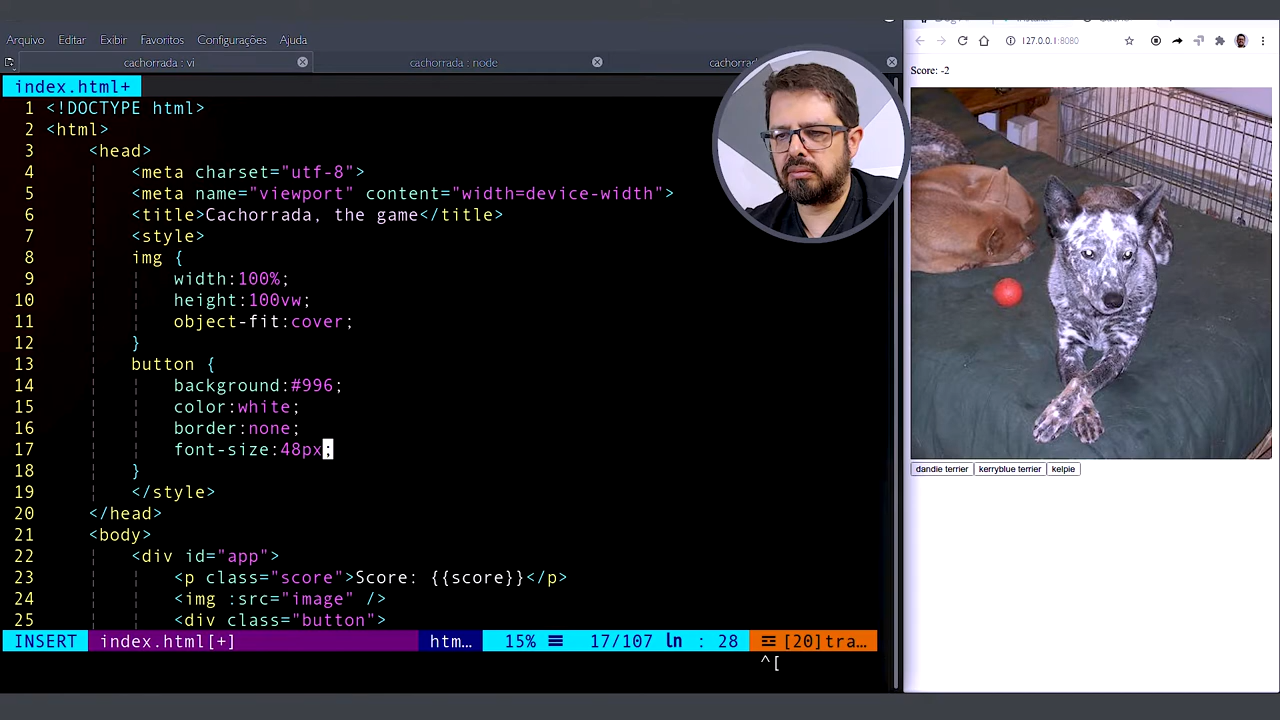 Arquivo Editar Exibir Favoritos Configurações Ajuda
cachorrada : vi
cachorrada : node
index.html+
1 <!DOCTYPE html>
2 <html>
3 <head>
4 <meta charset="utf-8">
5 <meta name="viewport" content="width=device-width">
6 <title>Cachorrada, the game</title>
7 <style>
8 img {
9 width:100%;
10 height:100vw;
11 object-fit:cover;
12 }
13 button {
14 background:#996;
15 color:white;
16 border:none;
17 font-size:48px;
18 }
19 </style>
20 </head>
21 <body>
22 <div id="app">
23 <p class="score">Score: {{score}}</p>
24 <img :src="image" />
25 <div class="button">
INSERT index.html[+] htm… 15% ☰ 17/107 ln : 28 [20]tra…
^[
127.0.0.1:8080
Score: -2
dandie terrier kerryblue terrier kelpie